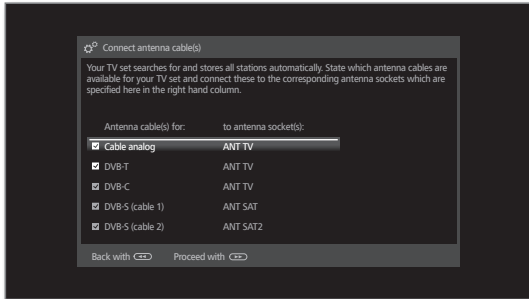 Connect antenna cable(s)
Your TV set searches for and stores all stations automatically. State which antenna cables are
available for your TV set and connect these to the corresponding antenna sockets which are
specified here in the right hand column.
Antenna cable(s) for: to antenna socket(s):
Cable analog ANT TV
DVB-T ANT TV
DVB-C ANT TV
DVB-S (cable 1) ANT SAT
DVB-S (cable 2) ANT SAT2
Back with Proceed with